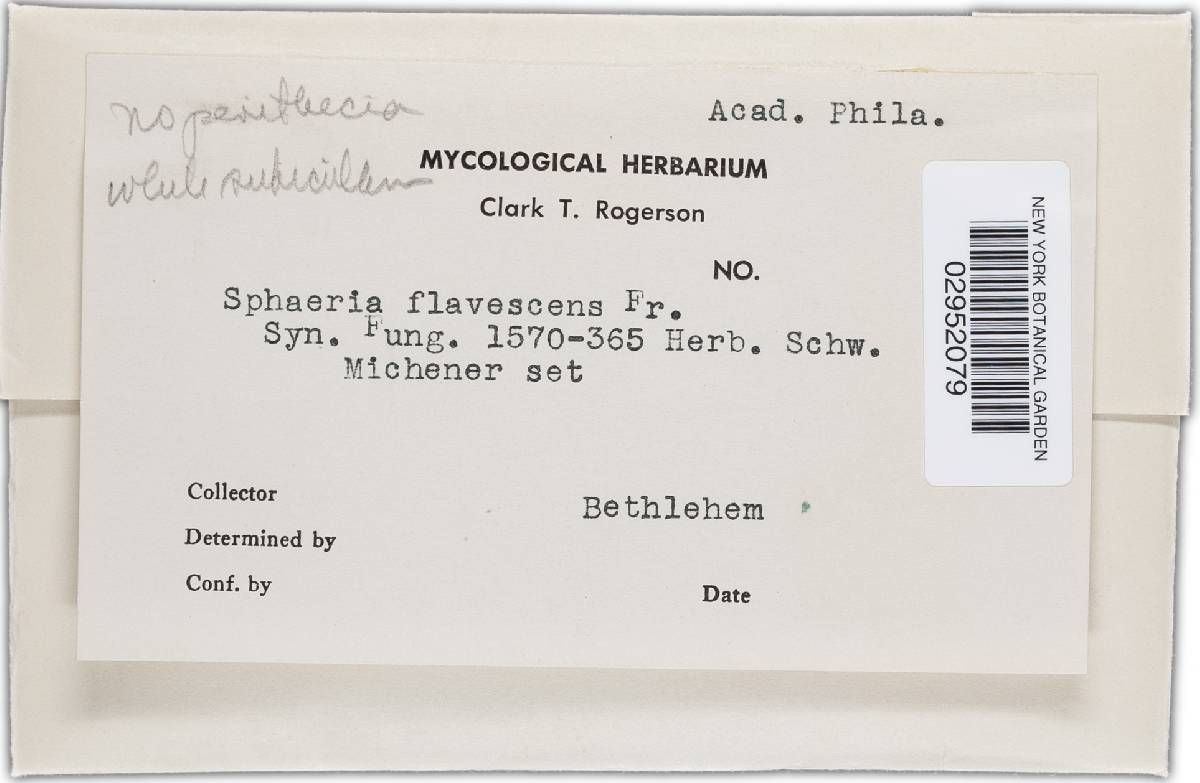 no perithecia
white subiculum
Acad. Phila.
MYCOLOGICAL HERBARIUM
Clark T. Rogerson
NO.
Sphaeria flavescens Fr.
Syn. Fung. 1570-365 Herb. Schw.
Michener set
Collector
Bethlehem
Determined by
Conf. by
Date
NEW YORK BOTANICAL GARDEN
02952079